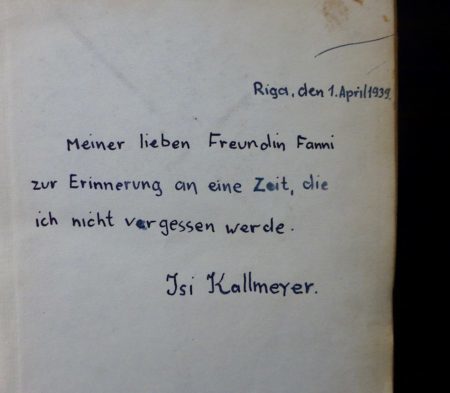 Riga, den 1. April 1939.
Meiner lieben Freundin Fanni
zur Erinnerung an eine Zeit, die
ich nicht vergessen werde.
Isi Kallmeyer.